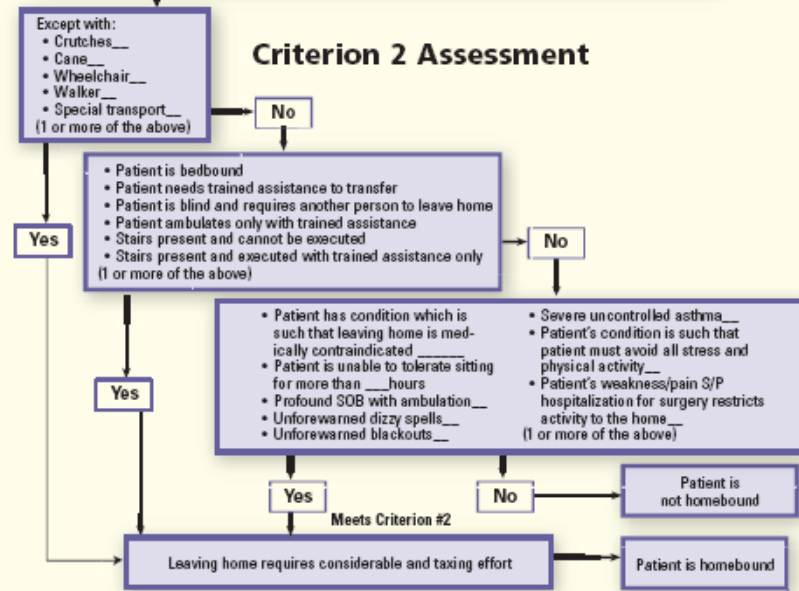 Except with:
• Crutches__
• Cane__
• Wheelchair__
• Walker__
• Special transport__
(1 or more of the above)
Criterion 2 Assessment
No
• Patient is bedbound
• Patient needs trained assistance to transfer
• Patient is blind and requires another person to leave home
• Patient ambulates only with trained assistance
• Stairs present and cannot be executed
• Stairs present and executed with trained assistance only
(1 or more of the above)
Yes
No
• Patient has condition which is
such that leaving home is med-
ically contraindicated ______
• Patient is unable to tolerate sitting
for more than ___hours
• Profound SOB with ambulation__
• Unforewarned dizzy spells__
• Unforewarned blackouts__
• Severe uncontrolled asthma__
• Patient's condition is such that
patient must avoid all stress and
physical activity__
• Patient's weakness/pain S/P
hospitalization for surgery restricts
activity to the home__
(1 or more of the above)
Yes
Yes
No
Patient is
not homebound
Meets Criterion #2
Leaving home requires considerable and taxing effort
Patient is homebound